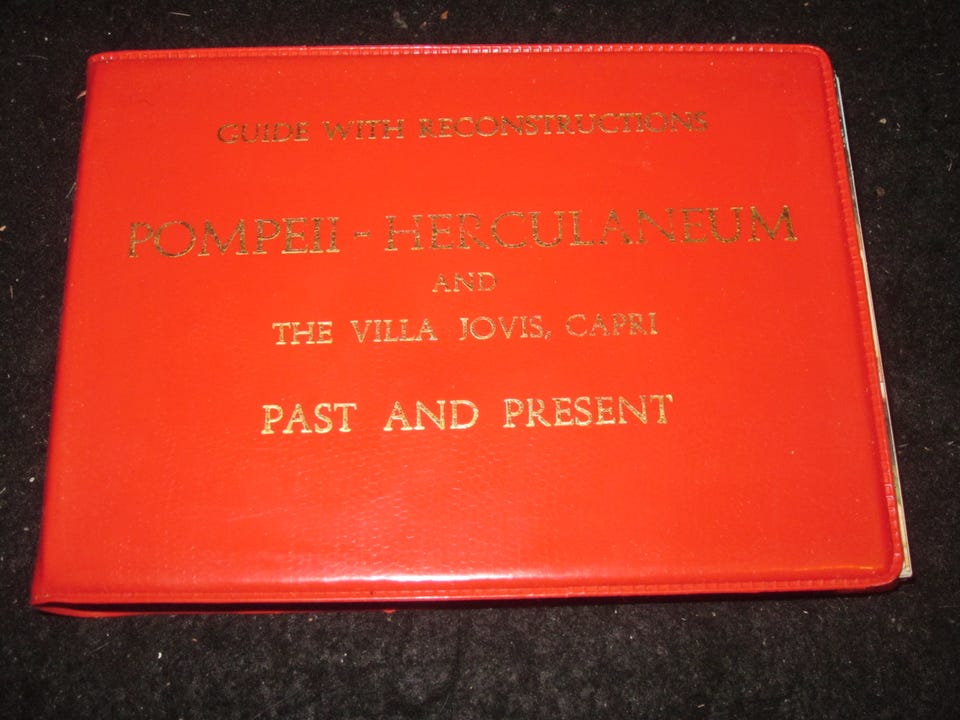 GUIDE WITH RECONSTRUCTIONS
POMPEII - HERCULANEUM
AND
THE VILLA JOVIS, CAPRI
PAST AND PRESENT